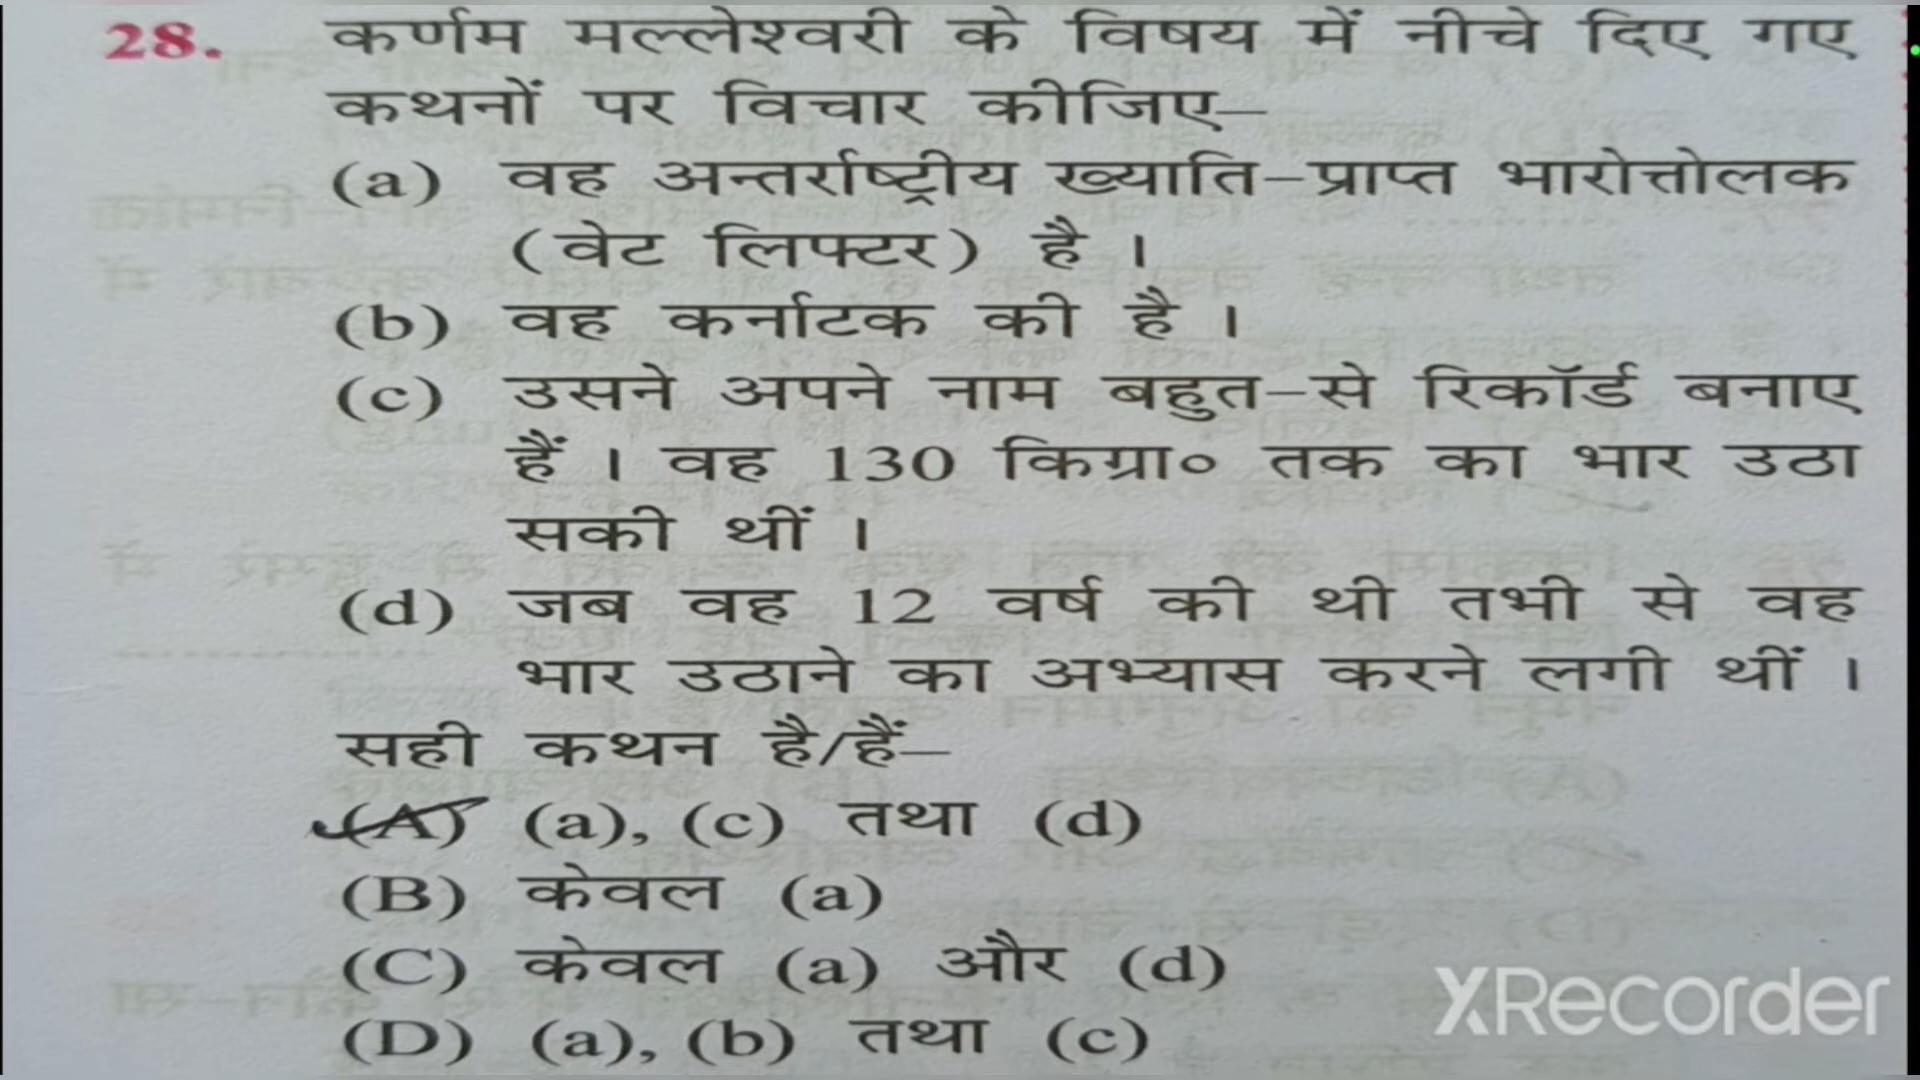 28. कर्णम मल्लेश्वरी के विषय में नीचे दिए गए
कथनों पर विचार कीजिए–
(a) वह अन्तर्राष्ट्रीय ख्याति-प्राप्त भारोत्तोलक
(वेट लिफ्टर) है ।
(b) वह कर्नाटक की है ।
(c) उसने अपने नाम बहुत-से रिकॉर्ड बनाए
हैं । वह 130 किग्रा० तक का भार उठा
सकी थीं ।
(d) जब वह 12 वर्ष की थी तभी से वह
भार उठाने का अभ्यास करने लगी थीं ।
सही कथन है/हैं–
(A) (a), (c) तथा (d)
(B) केवल (a)
(C) केवल (a) और (d)
(D) (a), (b) तथा (c)
XRecorder